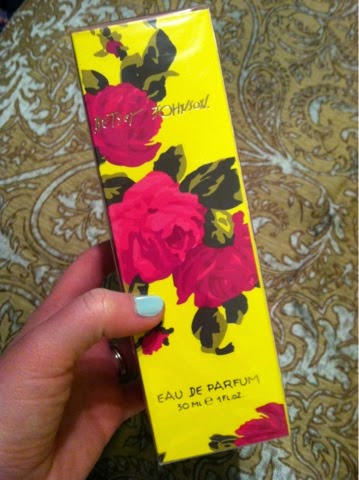 BETSEY JOHNSON.
EAU DE PARFUM
30 ML e 1 FL OZ.